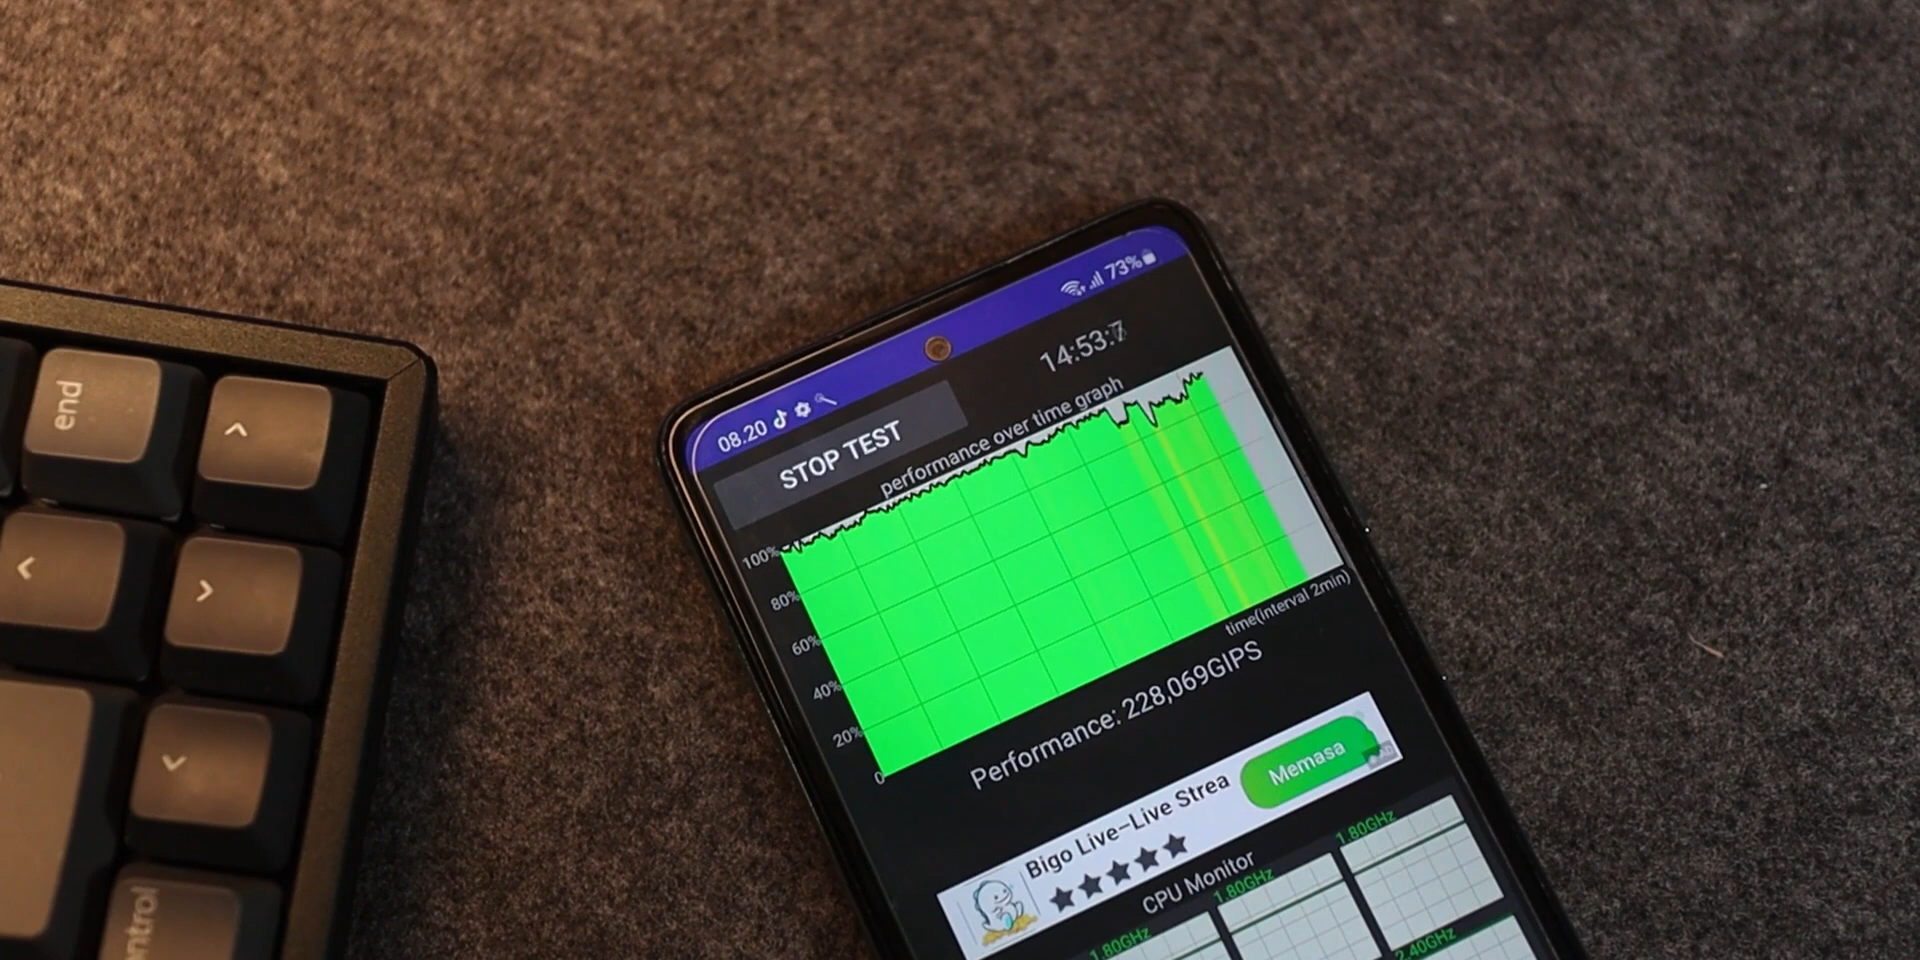 end
control
08.20
73%
STOP TEST
14:53:7
performance over time graph
100%
80%
60%
40%
20%
0
time(interval 2min)
Performance: 228,069GIPS
Bigo Live–Live Strea
Memasa
CPU Monitor
1.80GHz
1.80GHz
1.80GHz
2.40GHz